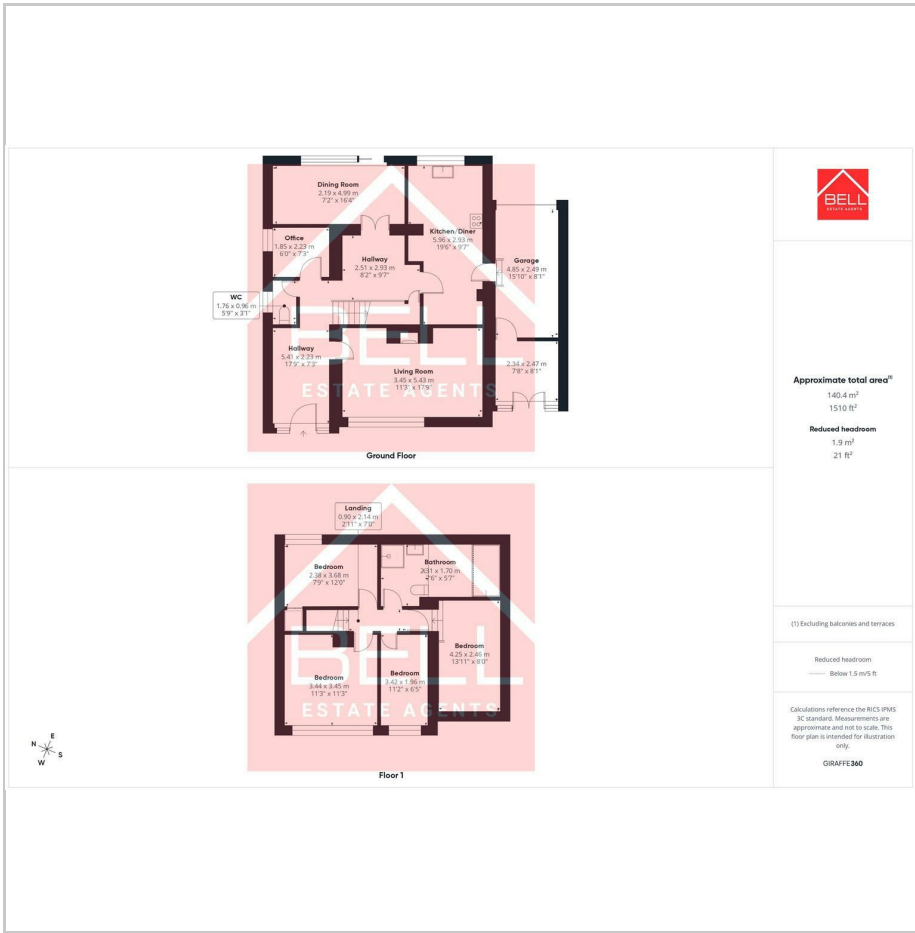 Dining Room
2.19 x 4.99 m
7'2" x 16'4"
Office
1.85 x 2.23 m
6'0" x 7'3"
Hallway
2.51 x 2.93 m
8'2" x 9'7"
Kitchen/Diner
5.96 x 2.93 m
19'6" x 9'7"
Garage
4.85 x 2.49 m
15'10" x 8'1"
WC
1.76 x 0.96 m
5'9" x 3'1"
Hallway
5.41 x 2.23 m
17'9" x 7'3"
Living Room
3.45 x 5.43 m
11'3" x 17'9"
2.34 x 2.47 m
7'8" x 8'1"
BELL
ESTATE AGENTS
Ground Floor
Landing
0.90 x 2.14 m
2'11" x 7'0"
Bedroom
2.38 x 3.68 m
7'9" x 12'0"
Bathroom
2.31 x 1.70 m
7'6" x 5'7"
Bedroom
4.25 x 2.46 m
13'11" x 8'0"
Bedroom
3.44 x 3.45 m
11'3" x 11'3"
Bedroom
3.42 x 1.96 m
11'2" x 6'5"
BELL
ESTATE AGENTS
Floor 1
N
E
S
W
BELL
ESTATE AGENTS
Approximate total area(1)
140.4 m²
1510 ft²
Reduced headroom
1.9 m²
21 ft²
(1) Excluding balconies and terraces
Reduced headroom
Below 1.5 m/5 ft
Calculations reference the RICS IPMS
3C standard. Measurements are
approximate and not to scale. This
floor plan is intended for illustration
only.
GIRAFFE360